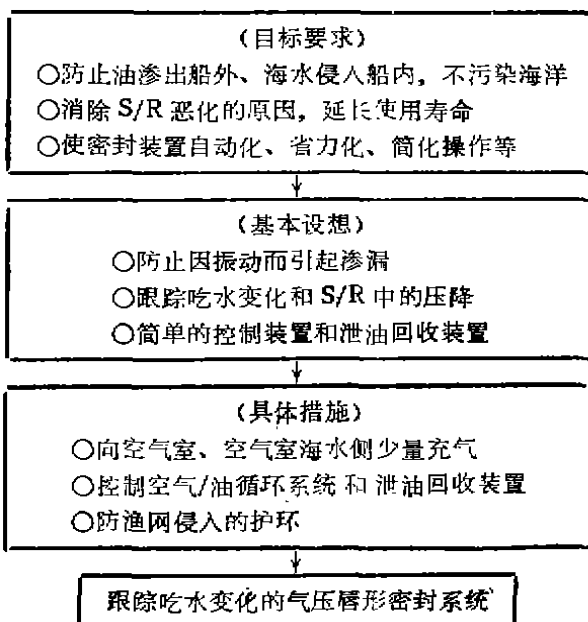 （目标要求）
○防止油渗出船外、海水侵入船内，不污染海洋
○消除 S/R 恶化的原因，延长使用寿命
○使密封装置自动化、省力化、简化操作等
↓
（基本设想）
○防止因振动而引起渗漏
○跟踪吃水变化和 S/R 中的压降
○简单的控制装置和泄油回收装置
↓
（具体措施）
○向空气室、空气室海水侧少量充气
○控制空气/油循环系统和泄油回收装置
○防渔网侵入的护环
↓
跟踪吃水变化的气压唇形密封系统